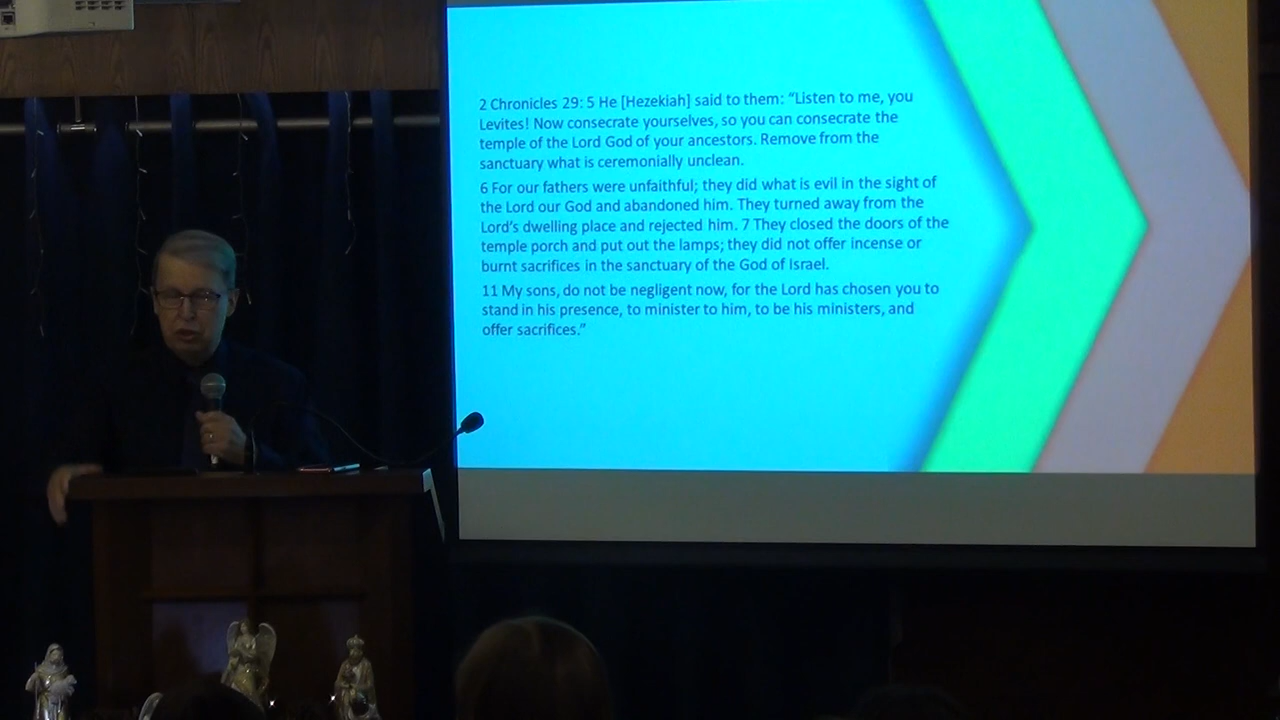 2 Chronicles 29: 5 He [Hezekiah] said to them: “Listen to me, you
Levites! Now consecrate yourselves, so you can consecrate the
temple of the Lord God of your ancestors. Remove from the
sanctuary what is ceremonially unclean.
6 For our fathers were unfaithful; they did what is evil in the sight of
the Lord our God and abandoned him. They turned away from the
Lord’s dwelling place and rejected him. 7 They closed the doors of the
temple porch and put out the lamps; they did not offer incense or
burnt sacrifices in the sanctuary of the God of Israel.
11 My sons, do not be negligent now, for the Lord has chosen you to
stand in his presence, to minister to him, to be his ministers, and
offer sacrifices.”